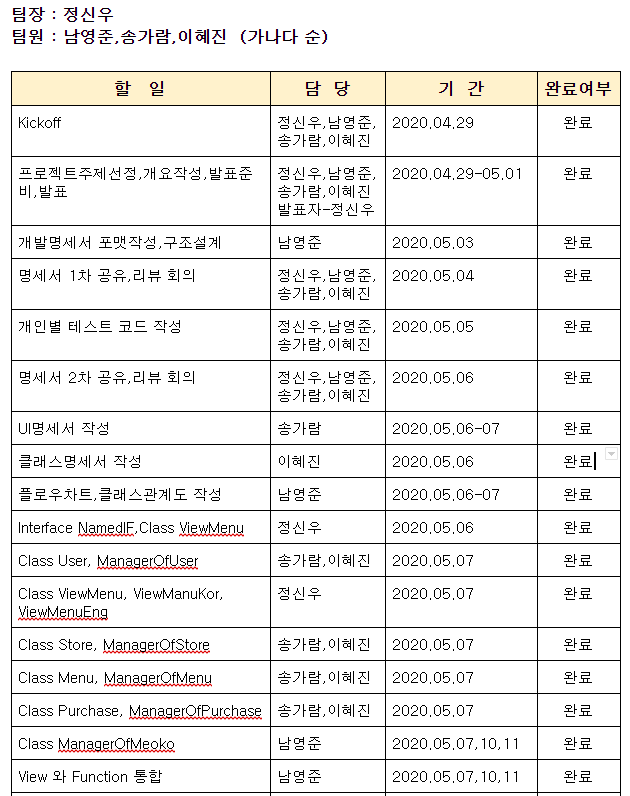 팀장 : 정신우
팀원 : 남영준,송가람,이혜진 (가나다 순)
할 일 담 당 기 간 완료여부
Kickoff 정신우,남영준, 2020.04.29 완료
송가람,이혜진
프로젝트주제선정,개요작성,발표준 정신우,남영준, 2020.04.29-05.01 완료
비,발표 송가람,이혜진
발표자-정신우
개발명세서 포맷작성,구조설계 남영준 2020.05.03 완료
명세서 1차 공유,리뷰 회의 정신우,남영준, 2020.05.04 완료
송가람,이혜진
개인별 테스트 코드 작성 정신우,남영준, 2020.05.05 완료
송가람,이혜진
명세서 2차 공유,리뷰 회의 정신우,남영준, 2020.05.06 완료
송가람,이혜진
UI명세서 작성 송가람 2020.05.06-07 완료
클래스명세서 작성 이혜진 2020.05.06 완료
플로우차트,클래스관계도 작성 남영준 2020.05.06-07 완료
Interface NamedIF,Class ViewMenu 정신우 2020.05.06 완료
Class User, ManagerOfUser 송가람,이혜진 2020.05.07 완료
Class ViewMenu, ViewManuKor, 정신우 2020.05.07 완료
ViewMenuEng
Class Store, ManagerOfStore 송가람,이혜진 2020.05.07 완료
Class Menu, ManagerOfMenu 송가람,이혜진 2020.05.07 완료
Class Purchase, ManagerOfPurchase 송가람,이혜진 2020.05.07 완료
Class ManagerOfMeoko 남영준 2020.05.07,10,11 완료
View 와 Function 통합 남영준 2020.05.07,10,11 완료